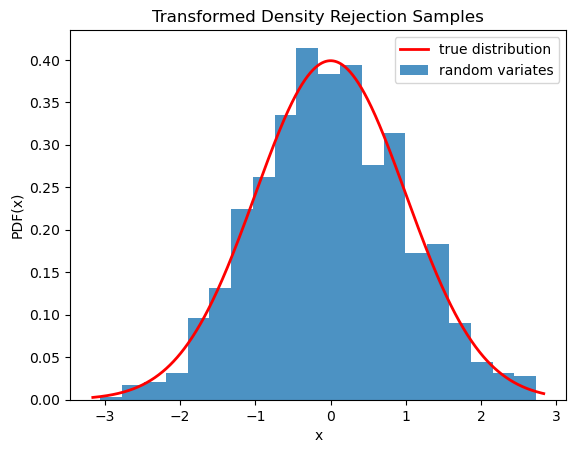 Transformed Density Rejection Samples
true distribution
random variates
PDF(x)
0.40
0.35
0.30
0.25
0.20
0.15
0.10
0.05
0.00
−3 −2 −1 0 1 2 3
x